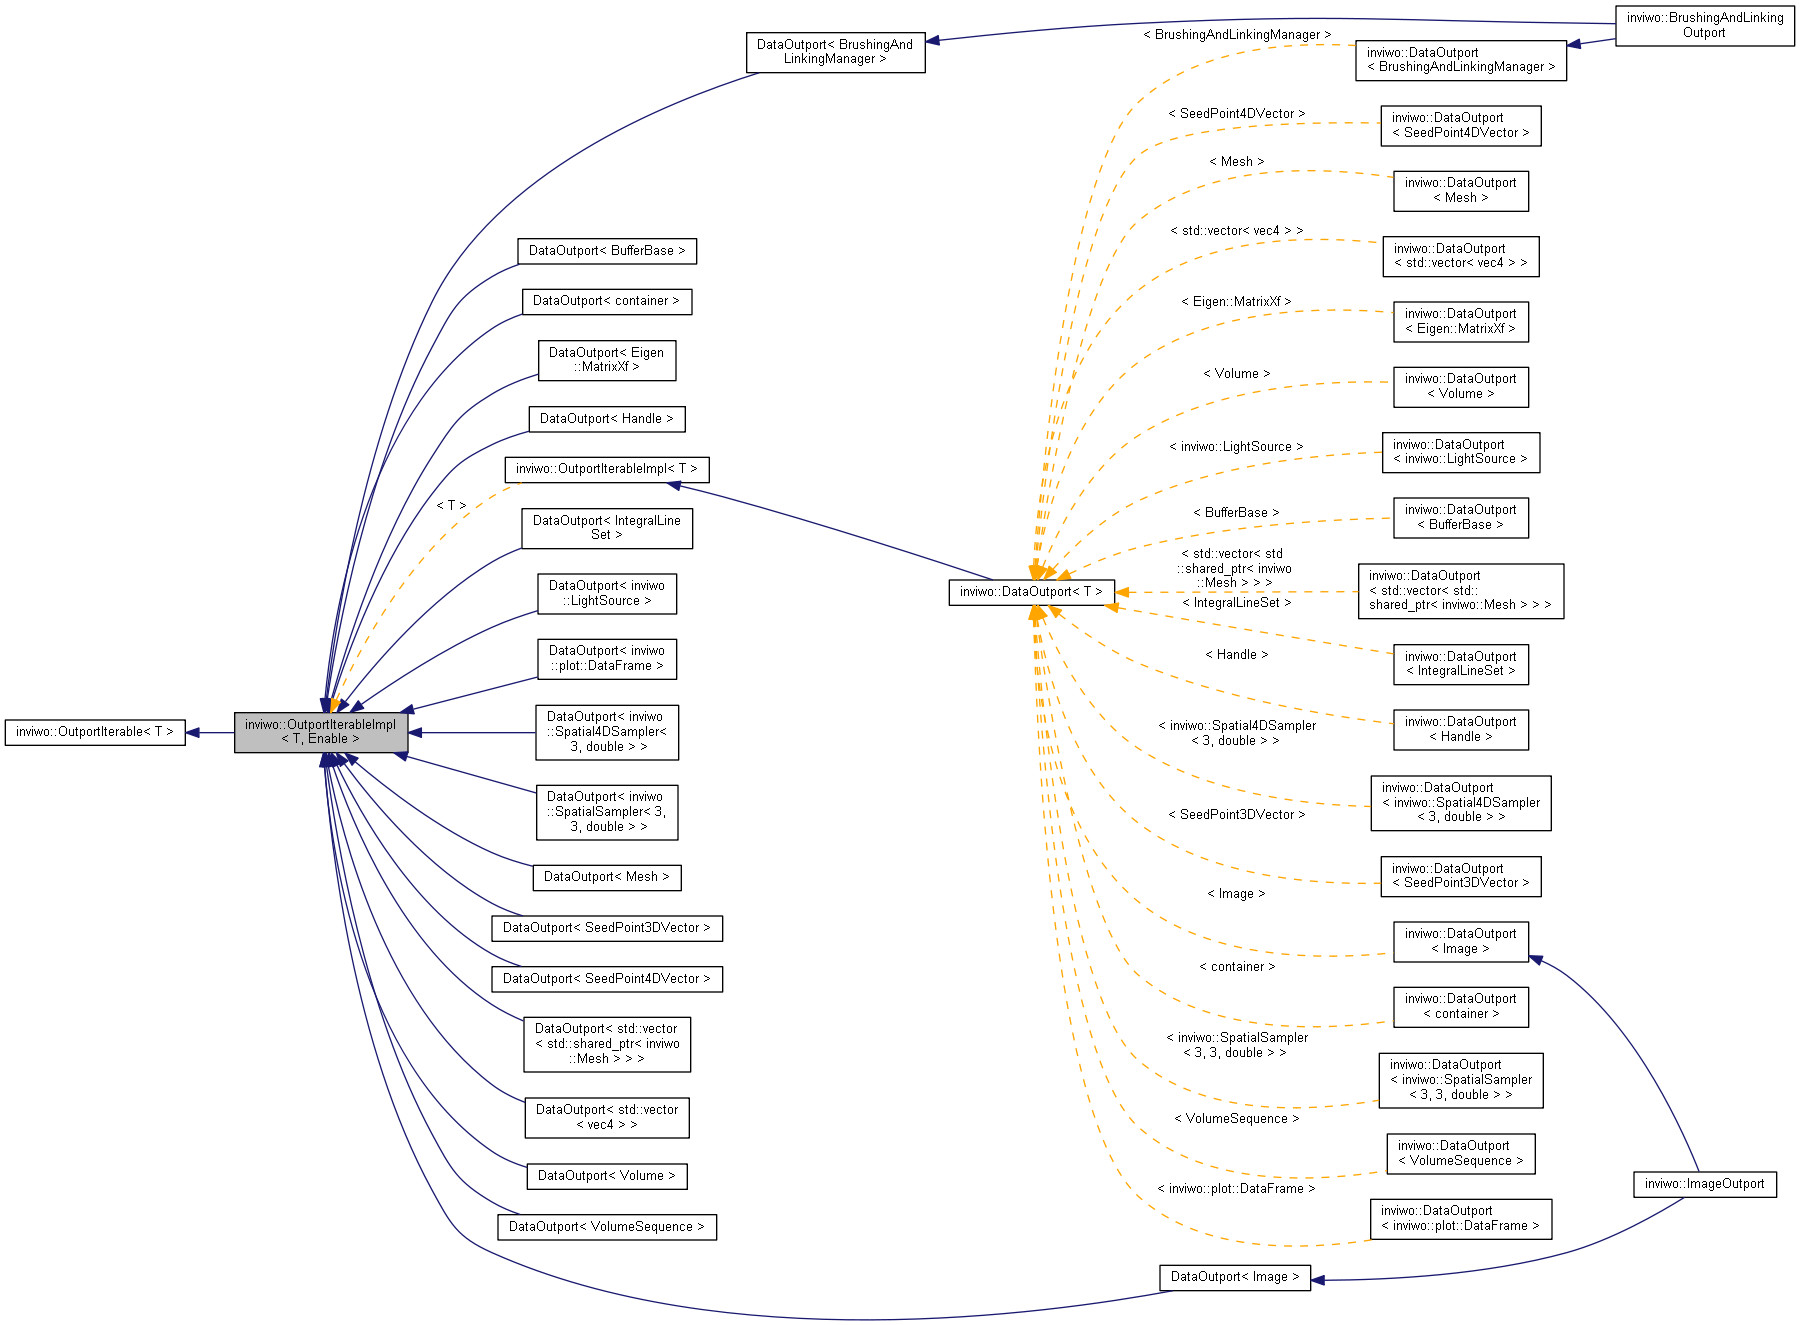 inviwo::OutportIterable< T >
inviwo::OutportIterableImpl
< T, Enable >
DataOutport< BrushingAnd
LinkingManager >
DataOutport< BufferBase >
DataOutport< container >
DataOutport< Eigen
::MatrixXf >
DataOutport< Handle >
inviwo::OutportIterableImpl< T >
< T >
DataOutport< IntegralLine
Set >
DataOutport< inviwo
::LightSource >
DataOutport< inviwo
::plot::DataFrame >
DataOutport< inviwo
::Spatial4DSampler<
3, double > >
DataOutport< inviwo
::SpatialSampler< 3,
3, double > >
DataOutport< Mesh >
DataOutport< SeedPoint3DVector >
DataOutport< SeedPoint4DVector >
DataOutport< std::vector
< std::shared_ptr< inviwo
::Mesh > > >
DataOutport< std::vector
< vec4 > >
DataOutport< Volume >
DataOutport< VolumeSequence >
DataOutport< Image >
inviwo::DataOutport< T >
< BrushingAndLinkingManager >
< SeedPoint4DVector >
< Mesh >
< std::vector< vec4 > >
< Eigen::MatrixXf >
< Volume >
< inviwo::LightSource >
< BufferBase >
< std::vector< std
::shared_ptr< inviwo
::Mesh > > >
< IntegralLineSet >
< Handle >
< inviwo::Spatial4DSampler
< 3, double > >
< SeedPoint3DVector >
< Image >
< container >
< inviwo::SpatialSampler
< 3, 3, double > >
< VolumeSequence >
< inviwo::plot::DataFrame >
inviwo::DataOutport
< BrushingAndLinkingManager >
inviwo::DataOutport
< SeedPoint4DVector >
inviwo::DataOutport
< Mesh >
inviwo::DataOutport
< std::vector< vec4 > >
inviwo::DataOutport
< Eigen::MatrixXf >
inviwo::DataOutport
< Volume >
inviwo::DataOutport
< inviwo::LightSource >
inviwo::DataOutport
< BufferBase >
inviwo::DataOutport
< std::vector< std::
shared_ptr< inviwo::Mesh > > >
inviwo::DataOutport
< IntegralLineSet >
inviwo::DataOutport
< Handle >
inviwo::DataOutport
< inviwo::Spatial4DSampler
< 3, double > >
inviwo::DataOutport
< SeedPoint3DVector >
inviwo::DataOutport
< Image >
inviwo::DataOutport
< container >
inviwo::DataOutport
< inviwo::SpatialSampler
< 3, 3, double > >
inviwo::DataOutport
< VolumeSequence >
inviwo::DataOutport
< inviwo::plot::DataFrame >
inviwo::BrushingAndLinking
Outport
inviwo::ImageOutport